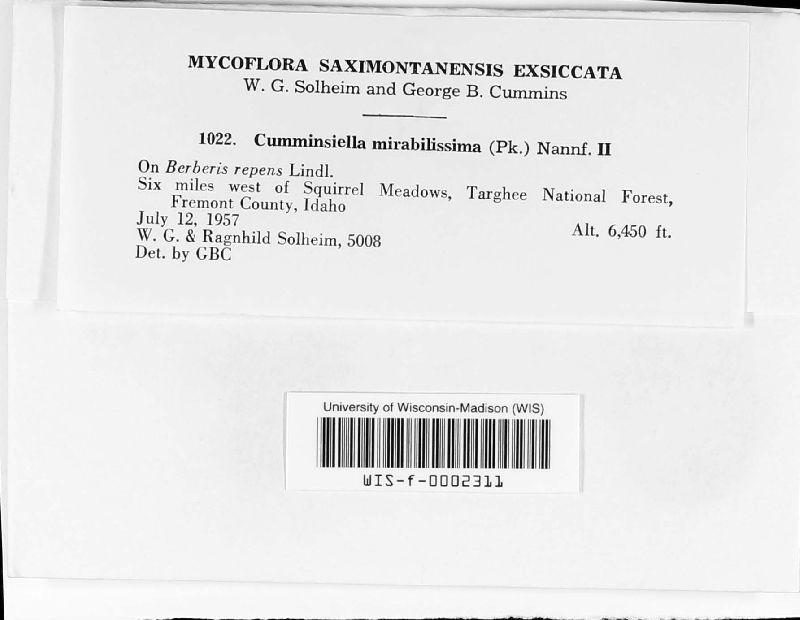 MYCOFLORA SAXIMONTANENSIS EXSICCATA
W. G. Solheim and George B. Cummins
1022. Cumminsiella mirabilissima (Pk.) Nannf. II
On Berberis repens Lindl.
Six miles west of Squirrel Meadows, Targhee National Forest,
Fremont County, Idaho
July 12, 1957
Alt. 6,450 ft.
W. G. & Ragnhild Solheim, 5008
Det. by GBC
University of Wisconsin-Madison (WIS)
WIS-f-0002311